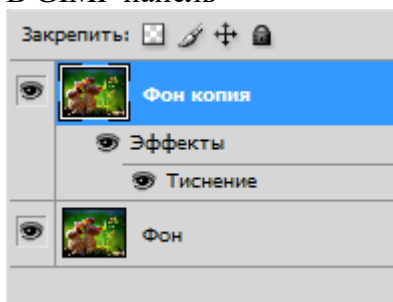 Закрепить:
Фон копия
Эффекты
Тиснение
Фон